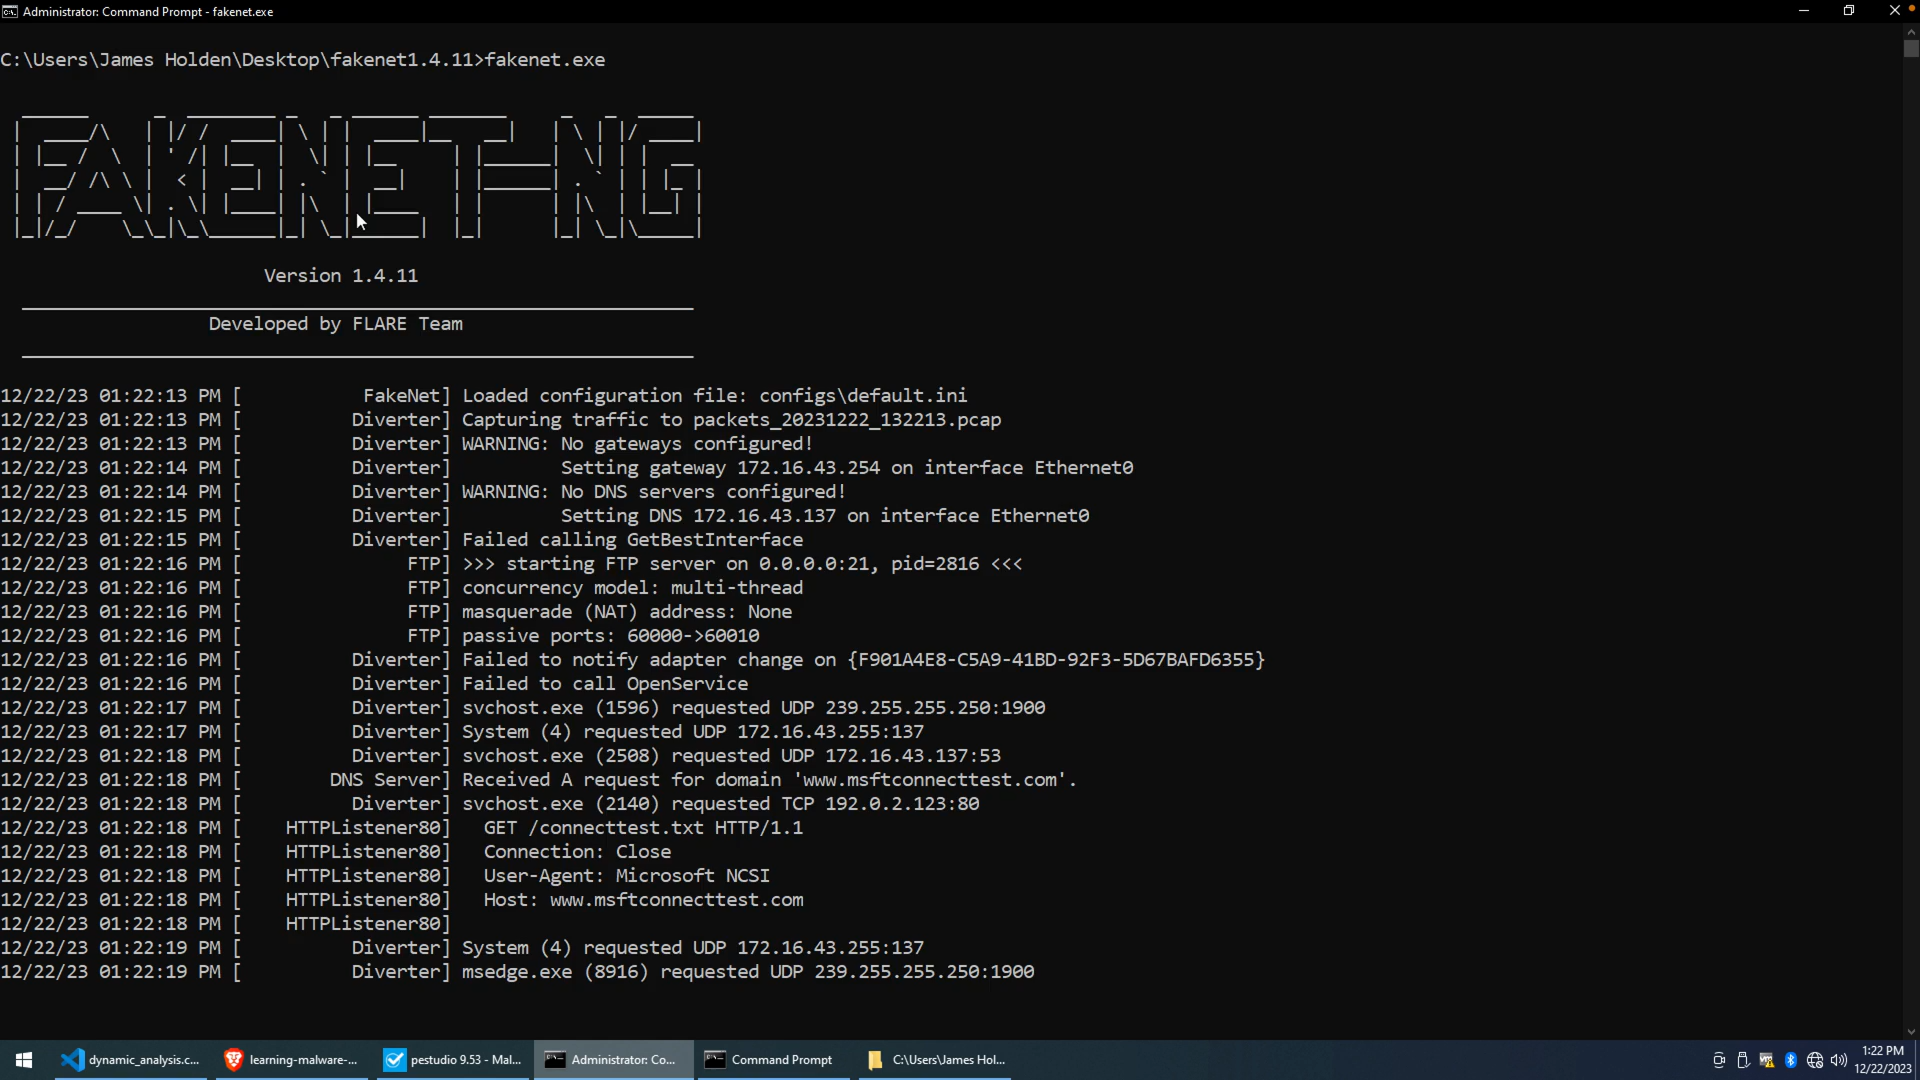 Administrator: Command Prompt - fakenet.exe
C:\Users\James Holden\Desktop\fakenet1.4.11>fakenet.exe
FAKENET-NG
Version 1.4.11
Developed by FLARE Team
12/22/23 01:22:13 PM [           FakeNet] Loaded configuration file: configs\default.ini
12/22/23 01:22:13 PM [          Diverter] Capturing traffic to packets_20231222_132213.pcap
12/22/23 01:22:13 PM [          Diverter] WARNING: No gateways configured!
12/22/23 01:22:14 PM [          Diverter]          Setting gateway 172.16.43.254 on interface Ethernet0
12/22/23 01:22:14 PM [          Diverter] WARNING: No DNS servers configured!
12/22/23 01:22:15 PM [          Diverter]          Setting DNS 172.16.43.137 on interface Ethernet0
12/22/23 01:22:15 PM [          Diverter] Failed calling GetBestInterface
12/22/23 01:22:16 PM [               FTP] >>> starting FTP server on 0.0.0.0:21, pid=2816 <<<
12/22/23 01:22:16 PM [               FTP] concurrency model: multi-thread
12/22/23 01:22:16 PM [               FTP] masquerade (NAT) address: None
12/22/23 01:22:16 PM [               FTP] passive ports: 60000->60010
12/22/23 01:22:16 PM [          Diverter] Failed to notify adapter change on {F901A4E8-C5A9-41BD-92F3-5D67BAFD6355}
12/22/23 01:22:16 PM [          Diverter] Failed to call OpenService
12/22/23 01:22:17 PM [          Diverter] svchost.exe (1596) requested UDP 239.255.255.250:1900
12/22/23 01:22:17 PM [          Diverter] System (4) requested UDP 172.16.43.255:137
12/22/23 01:22:18 PM [          Diverter] svchost.exe (2508) requested UDP 172.16.43.137:53
12/22/23 01:22:18 PM [        DNS Server] Received A request for domain 'www.msftconnecttest.com'.
12/22/23 01:22:18 PM [          Diverter] svchost.exe (2140) requested TCP 192.0.2.123:80
12/22/23 01:22:18 PM [    HTTPListener80]   GET /connecttest.txt HTTP/1.1
12/22/23 01:22:18 PM [    HTTPListener80]   Connection: Close
12/22/23 01:22:18 PM [    HTTPListener80]   User-Agent: Microsoft NCSI
12/22/23 01:22:18 PM [    HTTPListener80]   Host: www.msftconnecttest.com
12/22/23 01:22:18 PM [    HTTPListener80]
12/22/23 01:22:19 PM [          Diverter] System (4) requested UDP 172.16.43.255:137
12/22/23 01:22:19 PM [          Diverter] msedge.exe (8916) requested UDP 239.255.255.250:1900
dynamic_analysis.c... learning-malware-... pestudio 9.53 - Mal... Administrator: Co... Command Prompt C:\Users\James Hol... 1:22 PM
12/22/2023